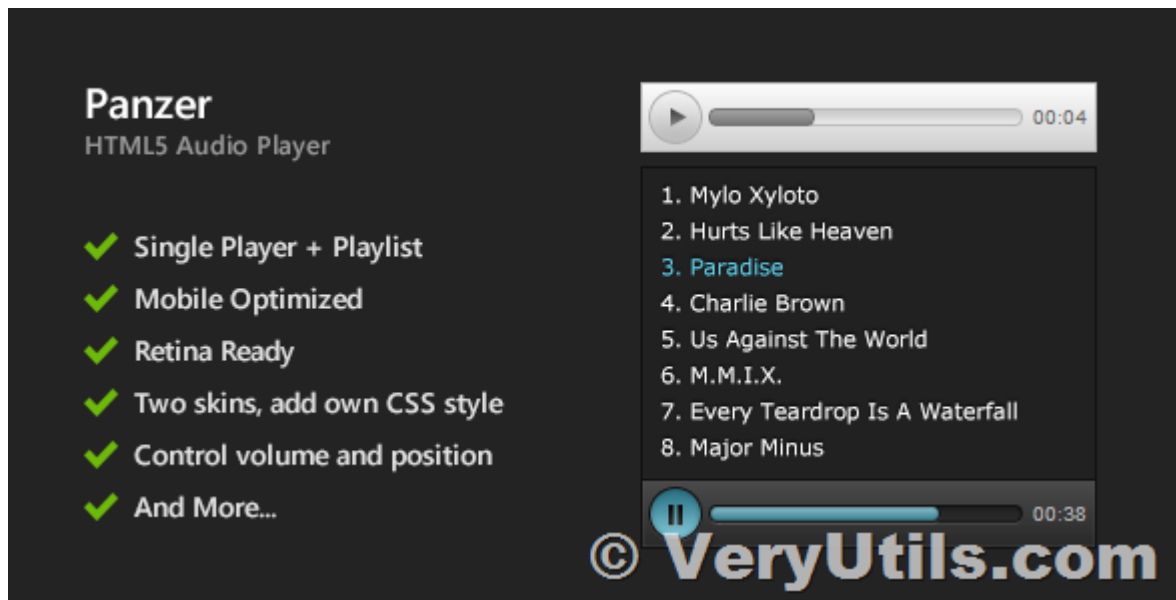 Panzer
HTML5 Audio Player
Single Player + Playlist
Mobile Optimized
Retina Ready
Two skins, add own CSS style
Control volume and position
And More...
00:04
1. Mylo Xyloto
2. Hurts Like Heaven
3. Paradise
4. Charlie Brown
5. Us Against The World
6. M.M.I.X.
7. Every Teardrop Is A Waterfall
8. Major Minus
00:38
© VeryUtils.com